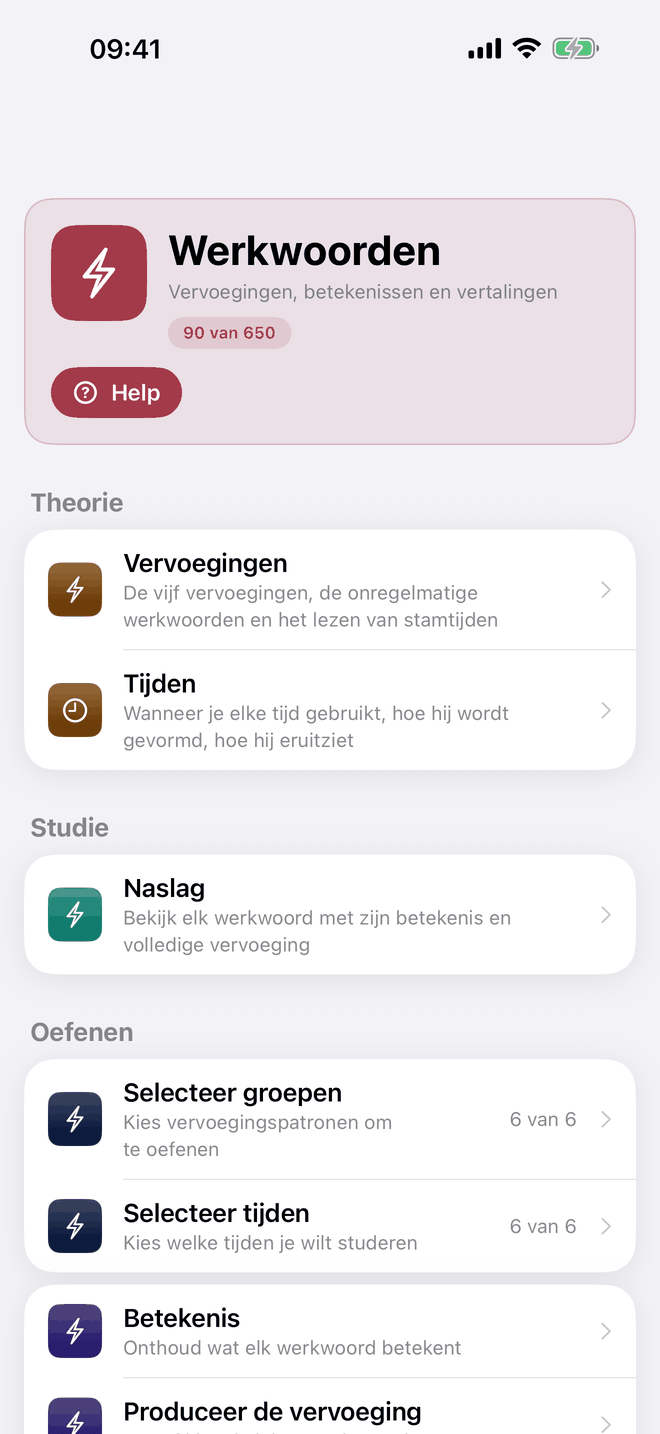 09:41
Werkwoorden
Vervoegingen, betekenissen en vertalingen
90 van 650
Help
Theorie
Vervoegingen
De vijf vervoegingen, de onregelmatige
werkwoorden en het lezen van stamtijden
Tijden
Wanneer je elke tijd gebruikt, hoe hij wordt
gevormd, hoe hij eruitziet
Studie
Naslag
Bekijk elk werkwoord met zijn betekenis en
volledige vervoeging
Oefenen
Selecteer groepen
Kies vervoegingspatronen om
te oefenen
6 van 6
Selecteer tijden
Kies welke tijden je wilt studeren
6 van 6
Betekenis
Onthoud wat elk werkwoord betekent
Produceer de vervoeging